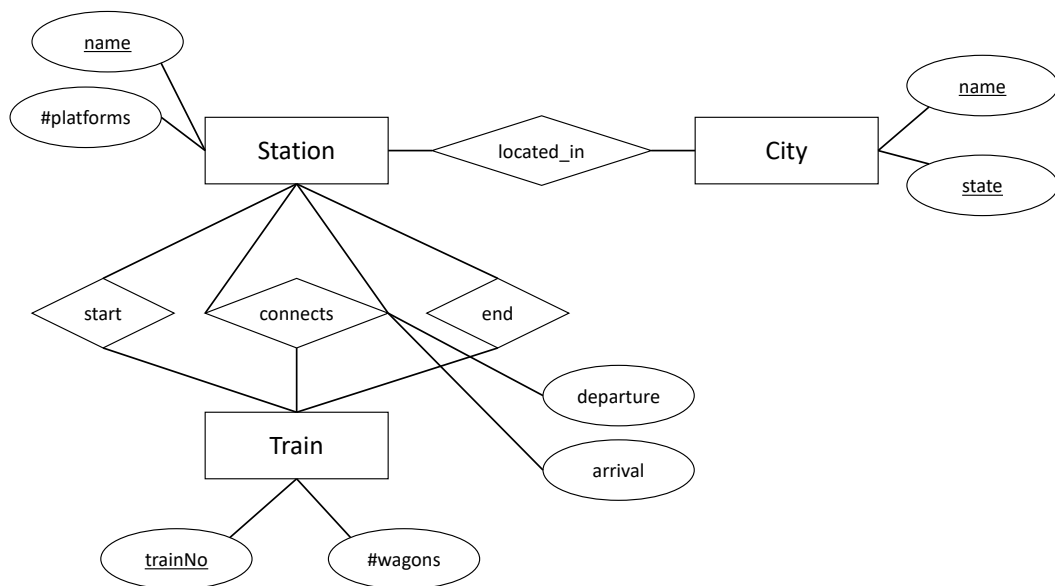 name
#platforms
Station
located_in
City
name
state
start
connects
end
departure
arrival
Train
trainNo
#wagons